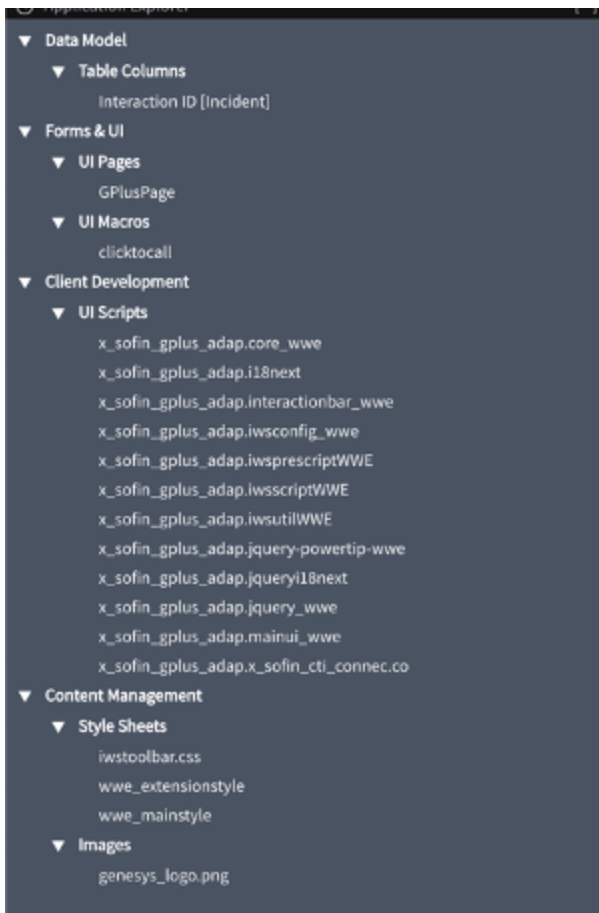 Application Explorer
Data Model
Table Columns
Interaction ID [Incident]
Forms & UI
UI Pages
GPlusPage
UI Macros
clicktocall
Client Development
UI Scripts
x_sofin_gplus_adap.core_wwe
x_sofin_gplus_adap.i18next
x_sofin_gplus_adap.interactionbar_wwe
x_sofin_gplus_adap.iwsconfig_wwe
x_sofin_gplus_adap.iwsprescriptWWE
x_sofin_gplus_adap.iwsscriptWWE
x_sofin_gplus_adap.iwsutilWWE
x_sofin_gplus_adap.jquery-powertip-wwe
x_sofin_gplus_adap.jqueryi18next
x_sofin_gplus_adap.jquery_wwe
x_sofin_gplus_adap.mainui_wwe
x_sofin_gplus_adap.x_sofin_cti_connec.co
Content Management
Style Sheets
iwstoolbar.css
wwe_extensionstyle
wwe_mainstyle
Images
genesys_logo.png